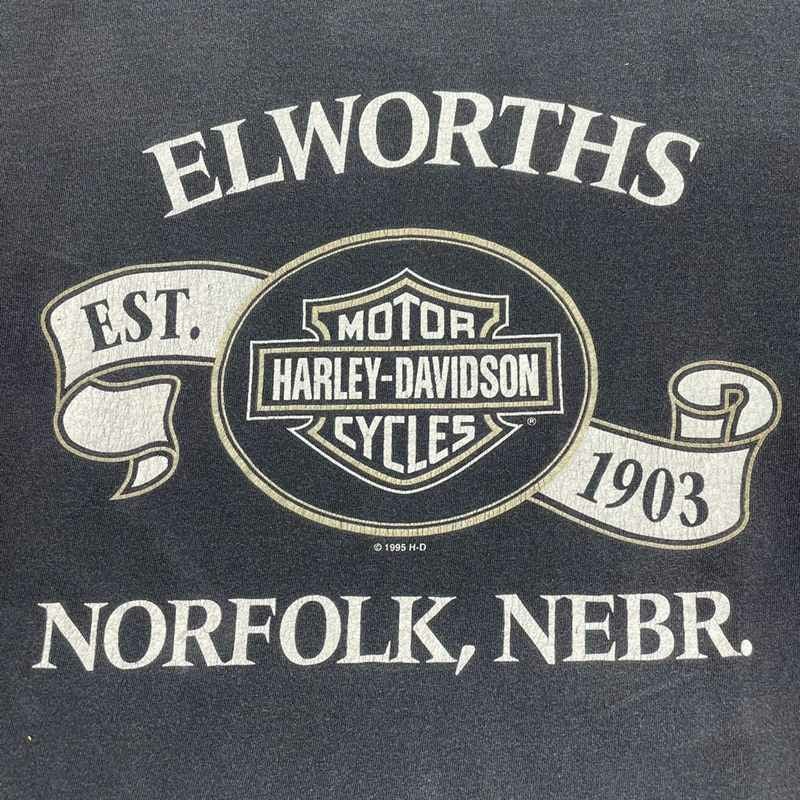 ELWORTHS
EST.
MOTOR
HARLEY-DAVIDSON
CYCLES
®
1903
© 1995 H-D
NORFOLK, NEBR.